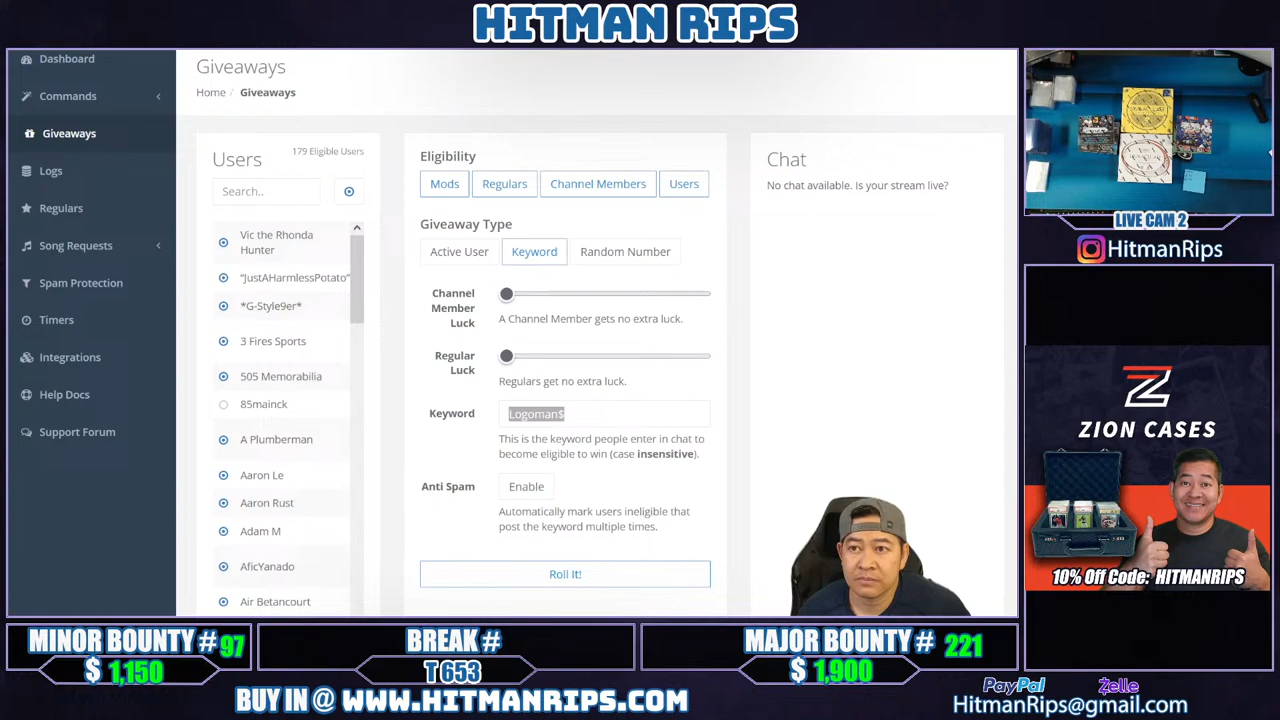 HITMAN RIPS
Dashboard
Commands
Giveaways
Logs
Regulars
Song Requests
Spam Protection
Timers
Integrations
Help Docs
Support Forum
Giveaways
Home / Giveaways
Users
179 Eligible Users
Search..
Vic the Rhonda
Hunter
"JustAHarmlessPotato"
*G-Style9er*
3 Fires Sports
505 Memorabilia
85mainck
A Plumberman
Aaron Le
Aaron Rust
Adam M
AficYanado
Air Betancourt
Eligibility
Mods
Regulars
Channel Members
Users
Giveaway Type
Active User
Keyword
Random Number
Channel
Member
Luck
A Channel Member gets no extra luck.
Regular
Luck
Regulars get no extra luck.
Keyword
Logoman$
This is the keyword people enter in chat to
become eligible to win (case insensitive).
Anti Spam
Enable
Automatically mark users ineligible that
post the keyword multiple times.
Roll It!
Chat
No chat available. Is your stream live?
LIVE CAM 2
HitmanRips
Z
ZION CASES
10% Off Code: HITMANRIPS
MINOR BOUNTY # 97
$ 1,150
BREAK #
T 653
MAJOR BOUNTY # 221
$ 1,900
BUY IN @ WWW.HITMANRIPS.COM
PayPal
Zelle
HitmanRips@gmail.com